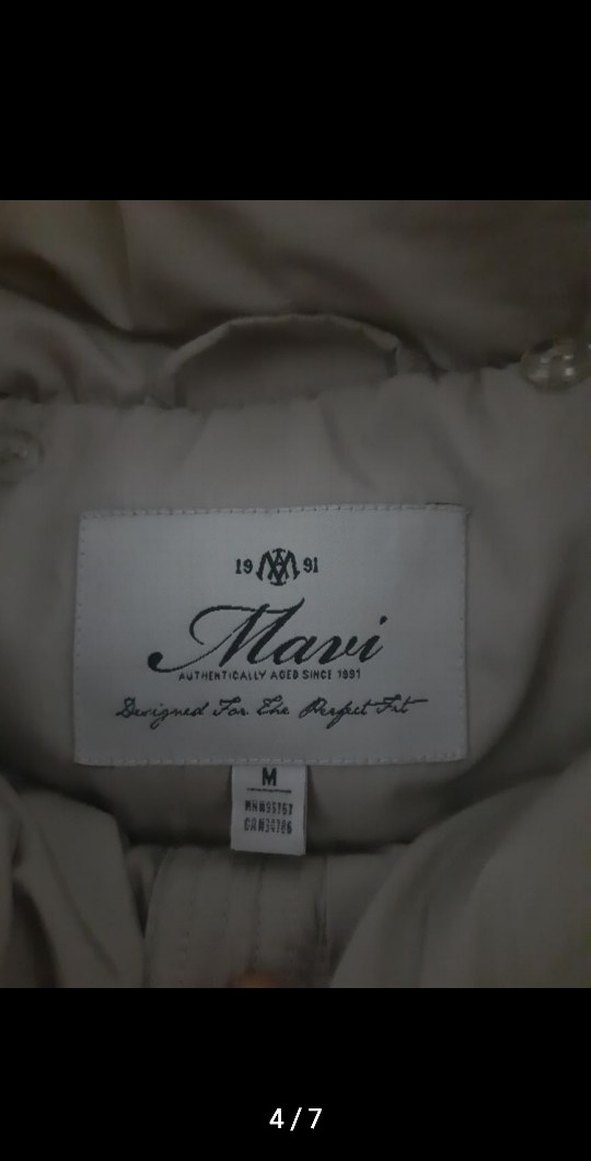 19 M 91
Mavi
AUTHENTICALLY AGED SINCE 1991
Designed For The Perfect Fit
M
4/7